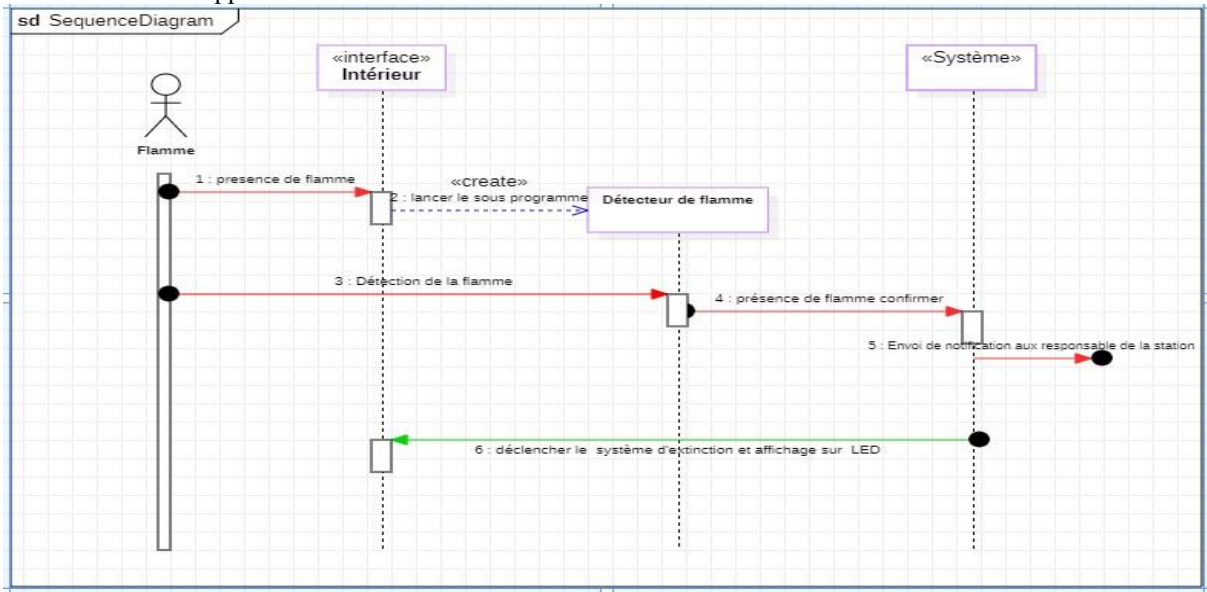 sd SequenceDiagram
«interface»
Intérieur
«Système»
Flamme
1 : presence de flamme
«create»
2 : lancer le sous programme
Détecteur de flamme
3 : Détection de la flamme
4 : présence de flamme confirmer
5 : Envoi de notification aux responsable de la station
6 : déclencher le système d'extinction et affichage sur LED